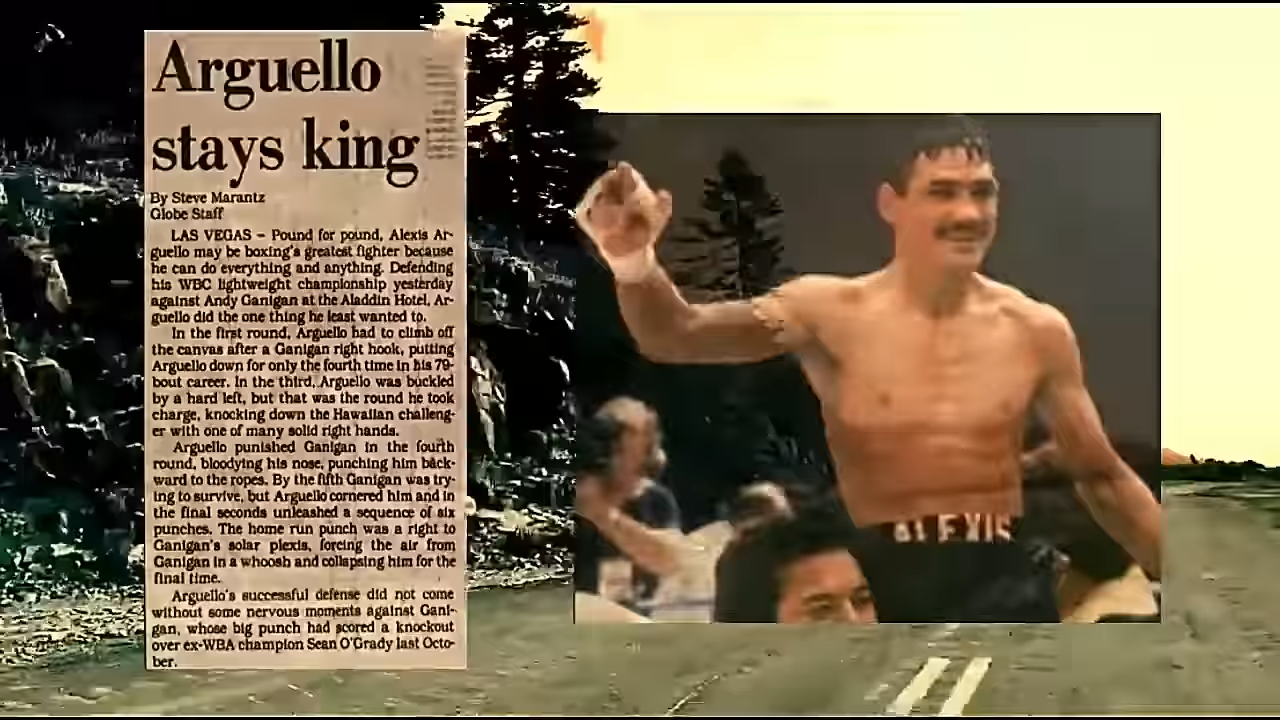 Arguello
stays king
By Steve Marantz
Globe Staff
LAS VEGAS – Pound for pound, Alexis Ar-
guello may be boxing's greatest fighter because
he can do everything and anything. Defending
his WBC lightweight championship yesterday
against Andy Ganigan at the Aladdin Hotel, Ar-
guello did the one thing he least wanted to.
In the first round, Arguello had to climb off
the canvas after a Ganigan right hook, putting
Arguello down for only the fourth time in his 79-
bout career. In the third, Arguello was buckled
by a hard left, but that was the round he took
charge, knocking down the Hawaiian challeng-
er with one of many solid right hands.
Arguello punished Ganigan in the fourth
round, bloodying his nose, punching him back-
ward to the ropes. By the fifth Ganigan was try-
ing to survive, but Arguello cornered him and in
the final seconds unleashed a sequence of six
punches. The home run punch was a right to
Ganigan's solar plexis, forcing the air from
Ganigan in a whoosh and collapsing him for the
final time.
Arguello's successful defense did not come
without some nervous moments against Gani-
gan, whose big punch had scored a knockout
over ex-WBA champion Sean O'Grady last Octo-
ber.
ALEXIS